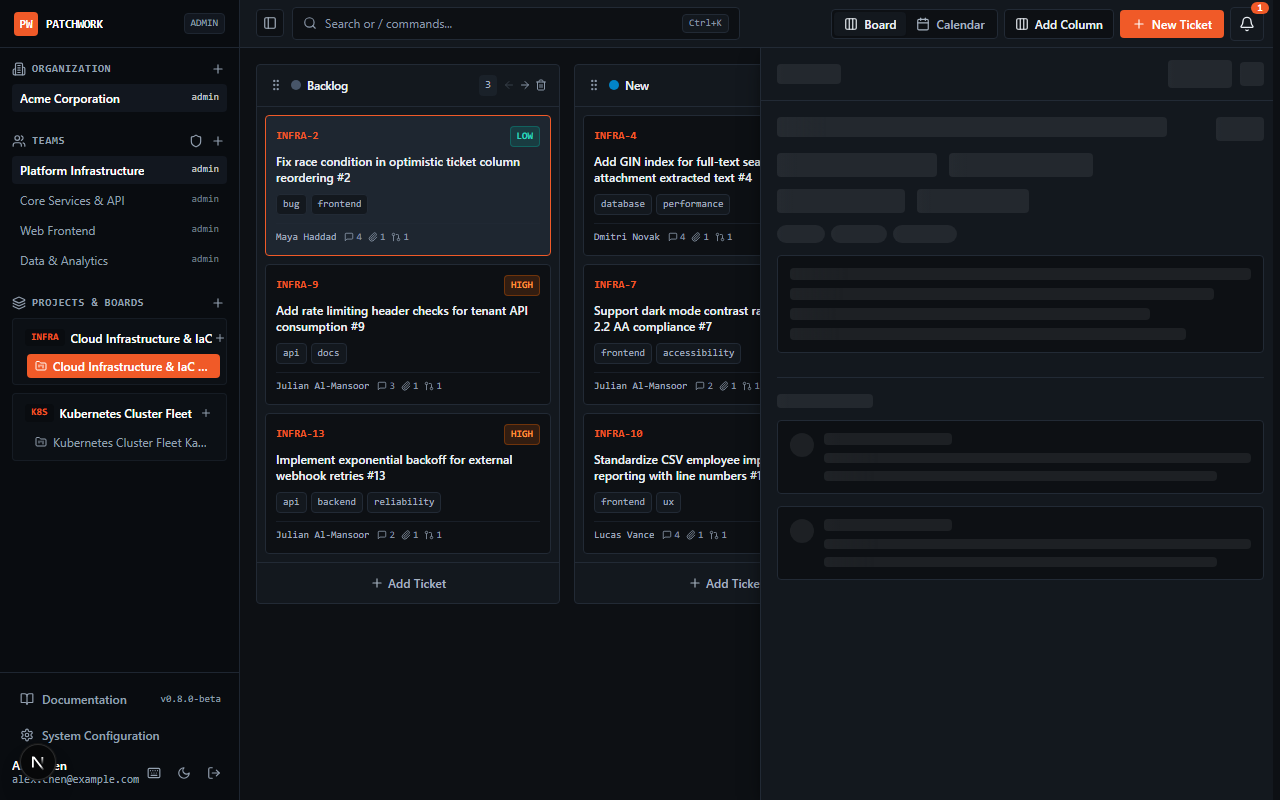 PW PATCHWORK ADMIN
Search or / commands... Ctrl+K
Board Calendar Add Column New Ticket 1
ORGANIZATION
Acme Corporation admin
TEAMS
Platform Infrastructure admin
Core Services & API admin
Web Frontend admin
Data & Analytics admin
PROJECTS & BOARDS
INFRA Cloud Infrastructure & IaC
Cloud Infrastructure & IaC ...
K8S Kubernetes Cluster Fleet
Kubernetes Cluster Fleet Ka...
Documentation v0.8.0-beta
System Configuration
N
alex.chen@example.com
Backlog 3
INFRA-2 LOW
Fix race condition in optimistic ticket column
reordering #2
bug frontend
Maya Haddad 4 1 1
INFRA-9 HIGH
Add rate limiting header checks for tenant API
consumption #9
api docs
Julian Al-Mansoor 3 1 1
INFRA-13 HIGH
Implement exponential backoff for external
webhook retries #13
api backend reliability
Julian Al-Mansoor 2 1 1
Add Ticket
New
INFRA-4
Add GIN index for full-text sea
attachment extracted text #4
database performance
Dmitri Novak 4 1 1
INFRA-7
Support dark mode contrast ra
2.2 AA compliance #7
frontend accessibility
Julian Al-Mansoor 2 1 1
INFRA-10
Standardize CSV employee imp
reporting with line numbers #1
frontend ux
Lucas Vance 4 1 1
Add Ticke